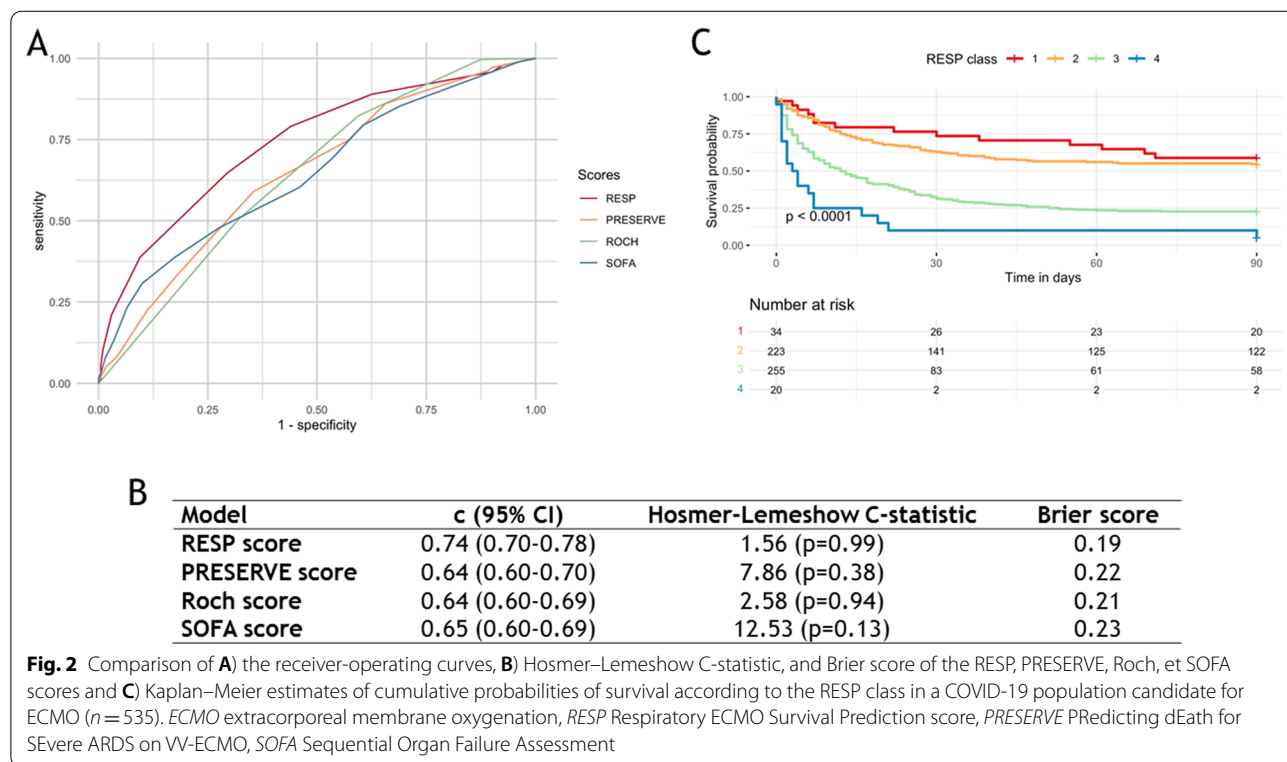 A
1.00
0.75
0.50
0.25
0.00
sensitivity
0.00 0.25 0.50 0.75 1.00
1 - specificity
Scores
RESP
PRESERVE
ROCH
SOFA
C
RESP class 1 2 3 4
1.00
0.75
0.50
0.25
0.00
Survival probability
p < 0.0001
0 30 60 90
Time in days
Number at risk
1 34 26 23 20
2 223 141 125 122
3 255 83 61 58
4 20 2 2 2
B
Model c (95% CI) Hosmer-Lemeshow C-statistic Brier score
RESP score 0.74 (0.70-0.78) 1.56 (p=0.99) 0.19
PRESERVE score 0.64 (0.60-0.70) 7.86 (p=0.38) 0.22
Roch score 0.64 (0.60-0.69) 2.58 (p=0.94) 0.21
SOFA score 0.65 (0.60-0.69) 12.53 (p=0.13) 0.23
Fig. 2 Comparison of A) the receiver-operating curves, B) Hosmer–Lemeshow C-statistic, and Brier score of the RESP, PRESERVE, Roch, et SOFA
scores and C) Kaplan–Meier estimates of cumulative probabilities of survival according to the RESP class in a COVID-19 population candidate for
ECMO (n = 535). ECMO extracorporeal membrane oxygenation, RESP Respiratory ECMO Survival Prediction score, PRESERVE PRedicting dEath for
SEvere ARDS on VV-ECMO, SOFA Sequential Organ Failure Assessment